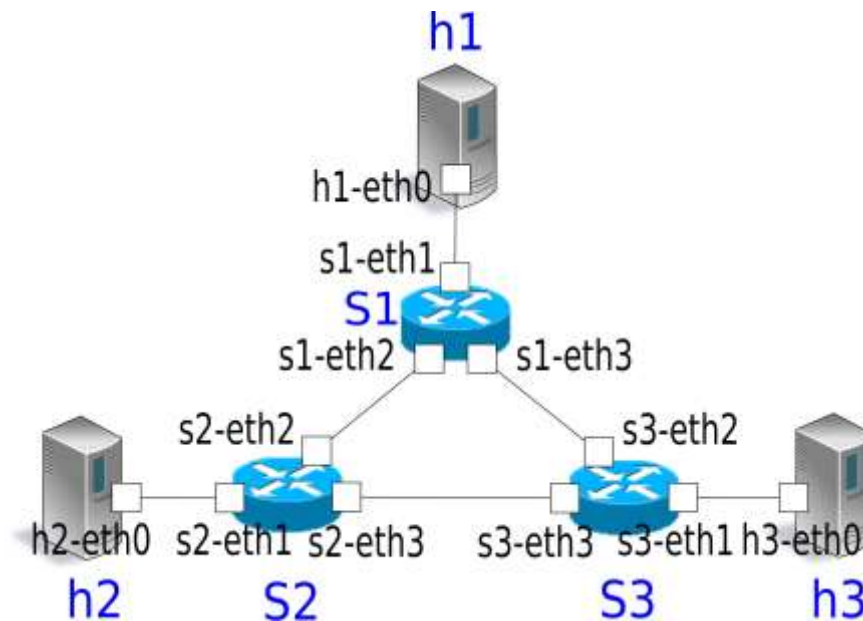 h1
h1-eth0
s1-eth1
S1
s1-eth2 s1-eth3
s2-eth2 s3-eth2
h2-eth0 s2-eth1 s2-eth3 s3-eth3 s3-eth1 h3-eth0
h2 S2 S3 h3